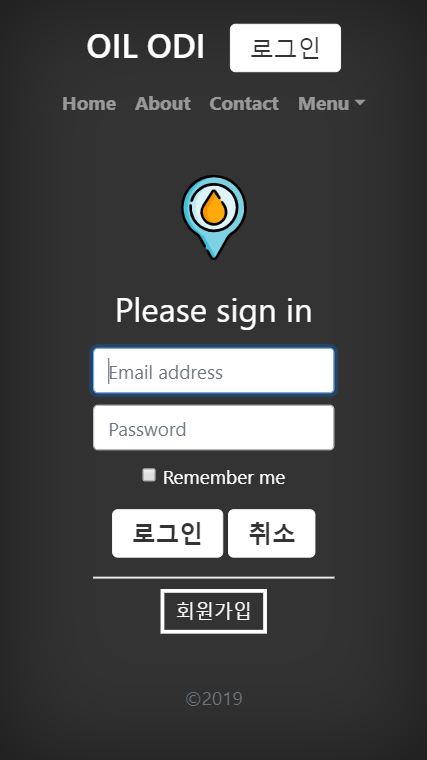 OIL ODI 로그인
Home About Contact Menu
Please sign in
Email address
Password
Remember me
로그인 취소
회원가입
©2019